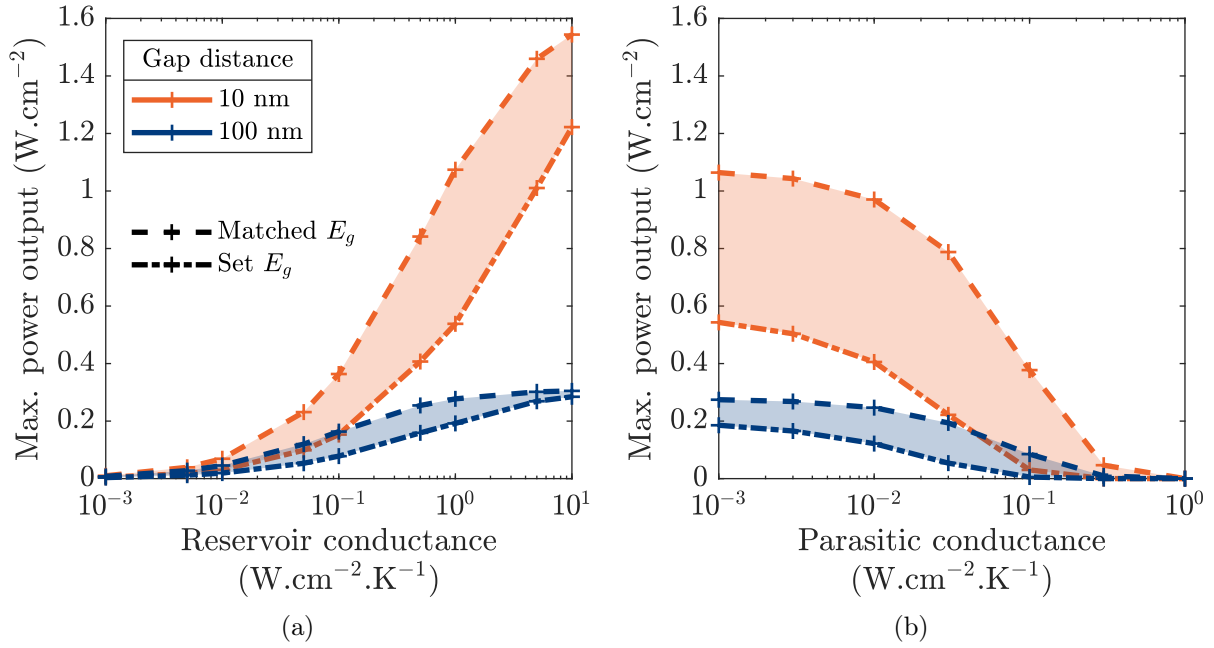 Max. power output (W.cm⁻²)
1.6
1.4
1.2
1
0.8
0.6
0.4
0.2
0
Gap distance
10 nm
100 nm
Matched E_g
Set E_g
10⁻³ 10⁻² 10⁻¹ 10⁰ 10¹
Reservoir conductance
(W.cm⁻².K⁻¹)
(a)
Max. power output (W.cm⁻²)
1.6
1.4
1.2
1
0.8
0.6
0.4
0.2
0
10⁻³ 10⁻² 10⁻¹ 10⁰
Parasitic conductance
(W.cm⁻².K⁻¹)
(b)